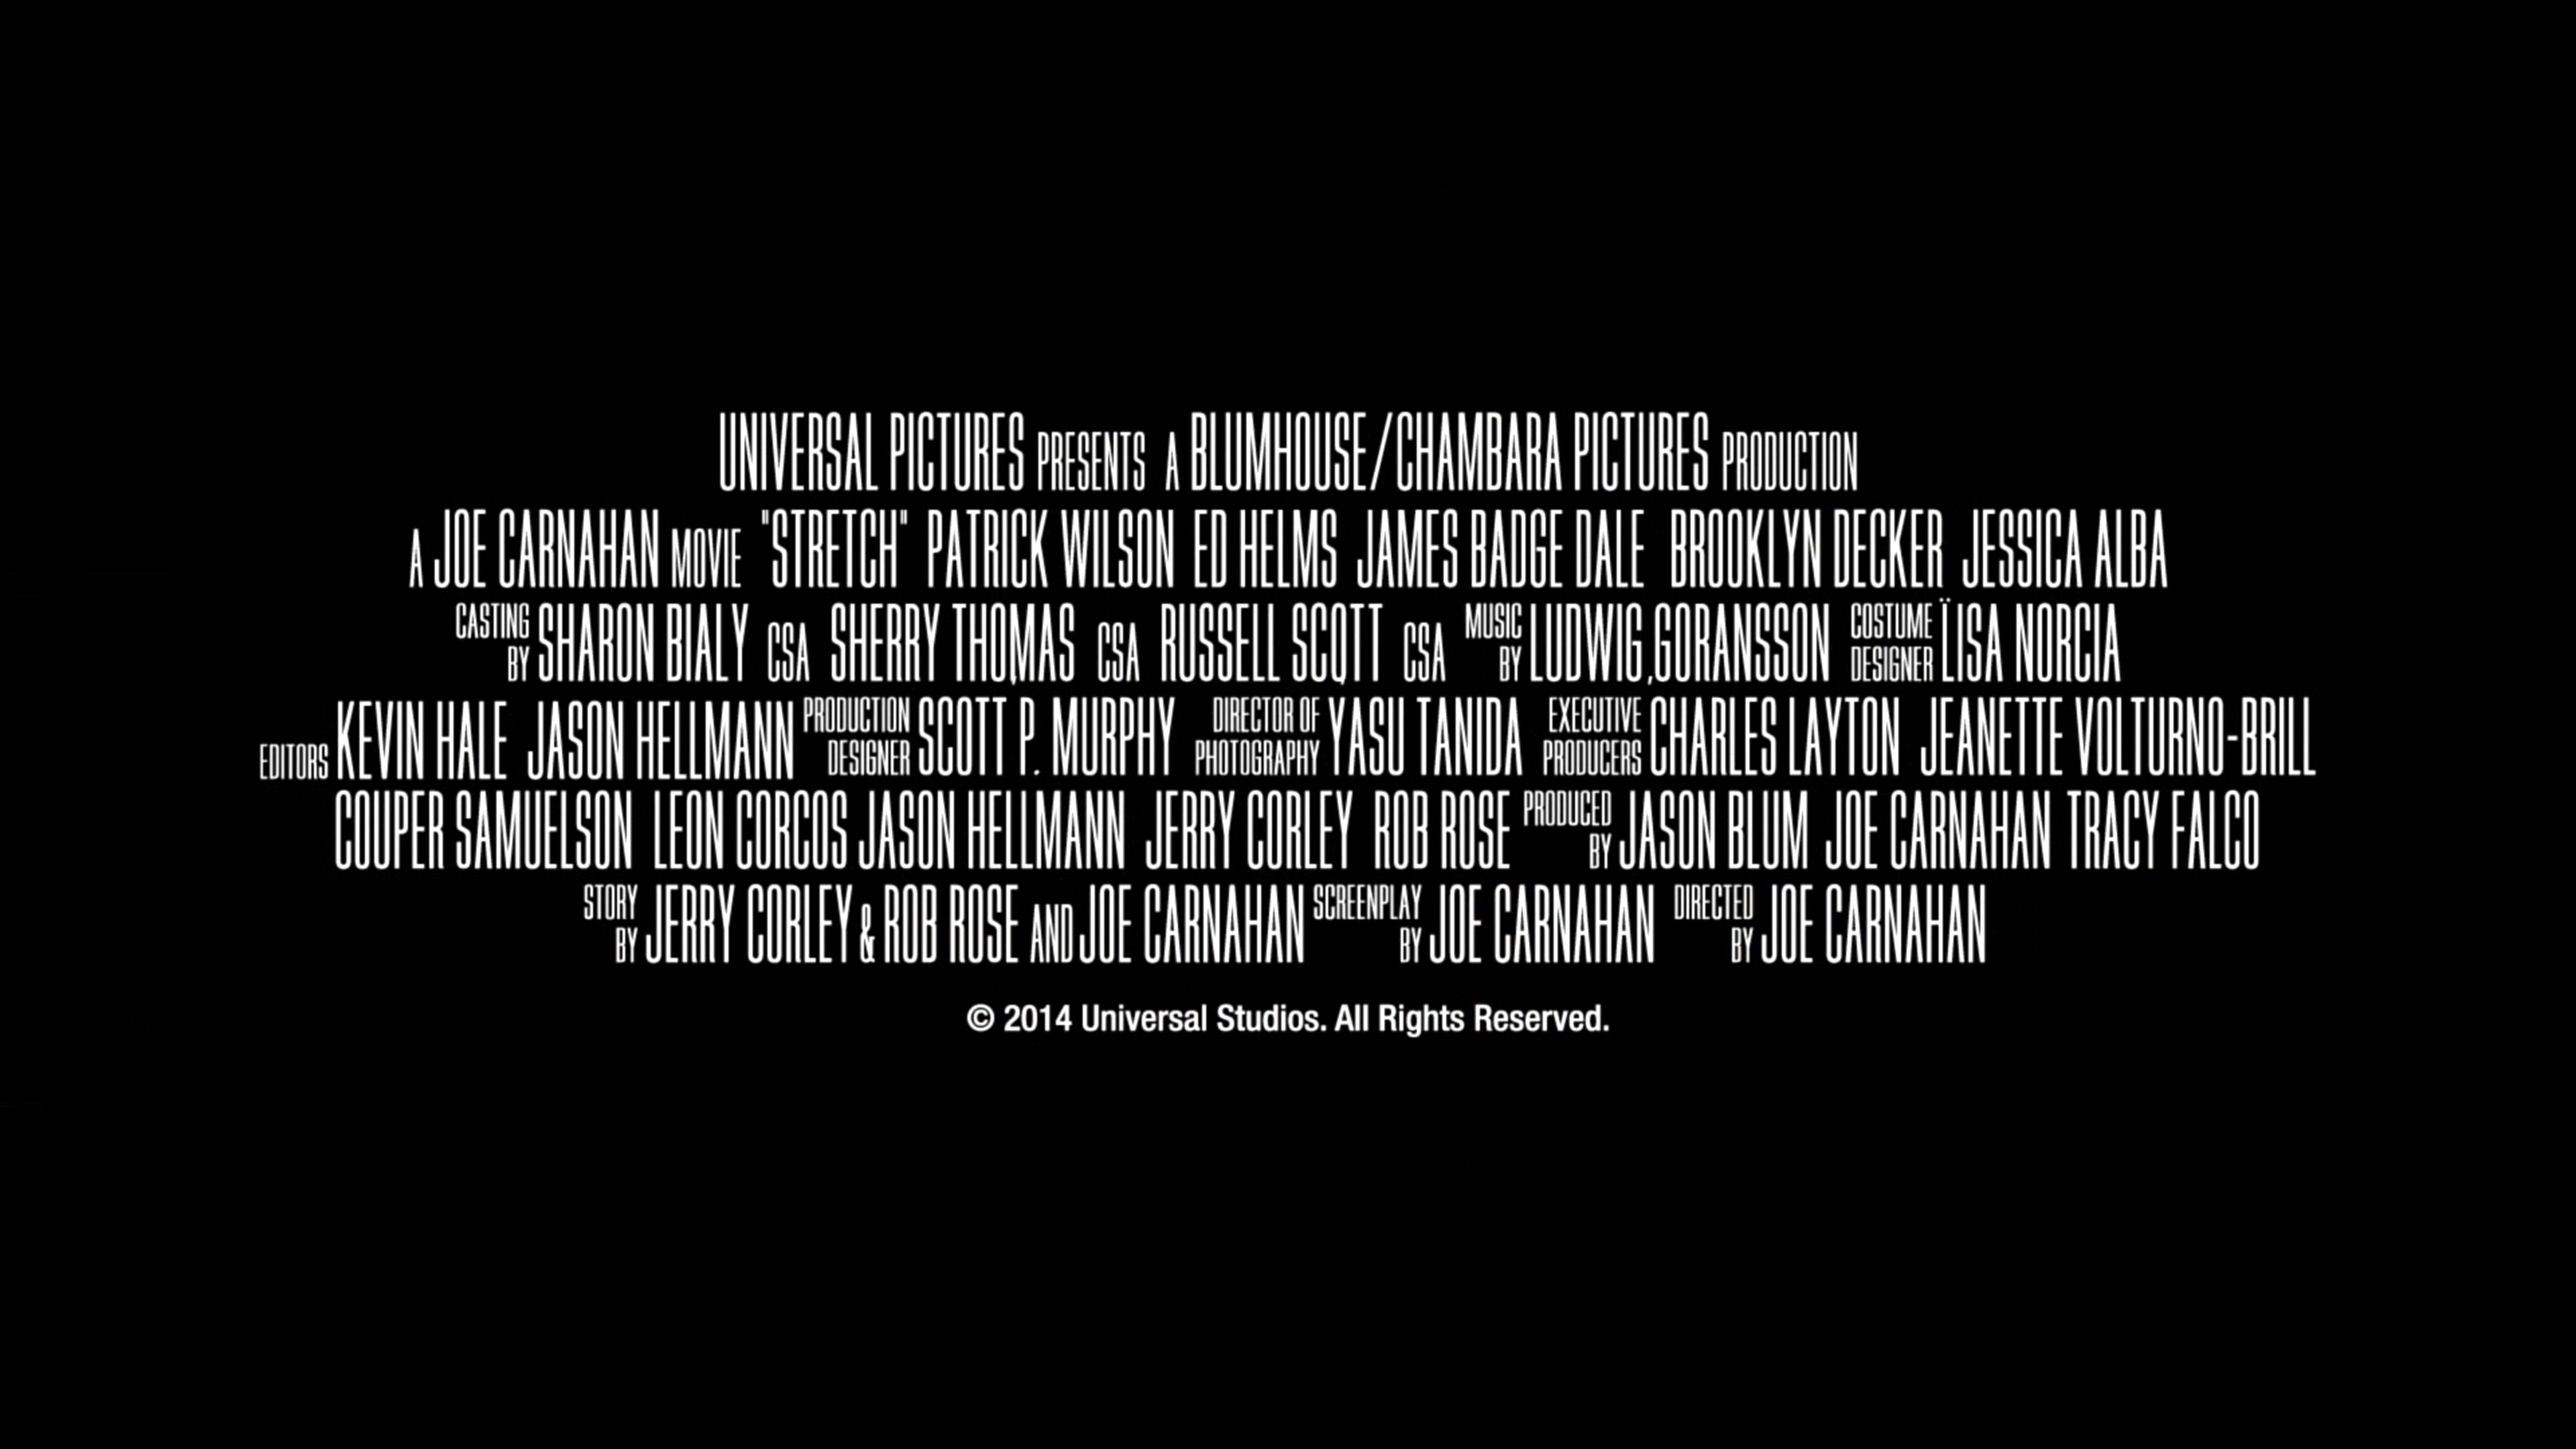 UNIVERSAL PICTURES PRESENTS A BLUMHOUSE/CHAMBARA PICTURES PRODUCTION
A JOE CARNAHAN MOVIE "STRETCH" PATRICK WILSON ED HELMS JAMES BADGE DALE BROOKLYN DECKER JESSICA ALBA
CASTING BY SHARON BIALY CSA SHERRY THOMAS CSA RUSSELL SCOTT CSA MUSIC BY LUDWIG GORANSSON COSTUME DESIGNER LISA NORCIA
EDITORS KEVIN HALE JASON HELLMANN PRODUCTION DESIGNER SCOTT P. MURPHY DIRECTOR OF PHOTOGRAPHY YASU TANIDA EXECUTIVE PRODUCERS CHARLES LAYTON JEANETTE VOLTURNO-BRILL
COUPER SAMUELSON LEON CORCOS JASON HELLMANN JERRY CORLEY ROB ROSE PRODUCED BY JASON BLUM JOE CARNAHAN TRACY FALCO
STORY BY JERRY CORLEY & ROB ROSE AND JOE CARNAHAN SCREENPLAY BY JOE CARNAHAN DIRECTED BY JOE CARNAHAN
© 2014 Universal Studios. All Rights Reserved.